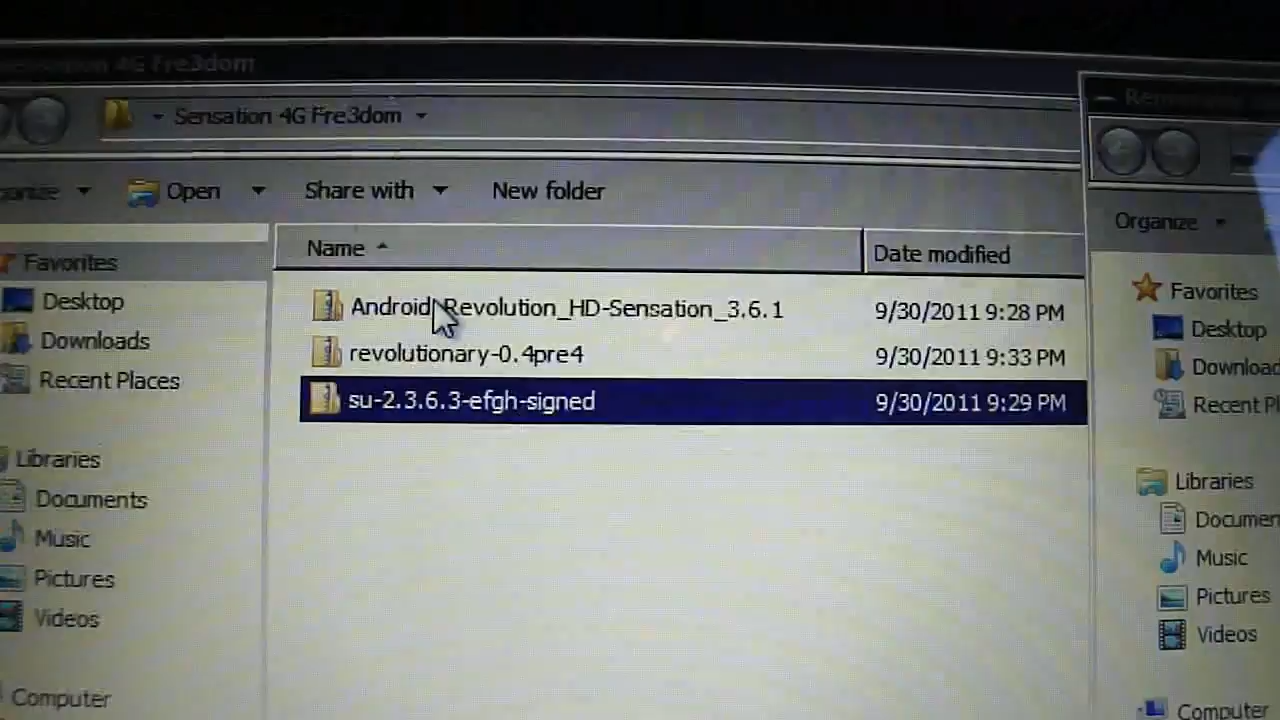 4G Fre3dom
Sensation 4G Fre3dom
Open
Share with
New folder
Organize
Name
Date modified
Favorites
Desktop
Downloads
Recent Places
Libraries
Documents
Music
Pictures
Videos
Computer
Android_Revolution_HD-Sensation_3.6.1 9/30/2011 9:28 PM
revolutionary-0.4pre4 9/30/2011 9:33 PM
su-2.3.6.3-efgh-signed 9/30/2011 9:29 PM
Favorites
Desktop
Download
Recent Pl
Libraries
Documen
Music
Pictures
Videos
Computer